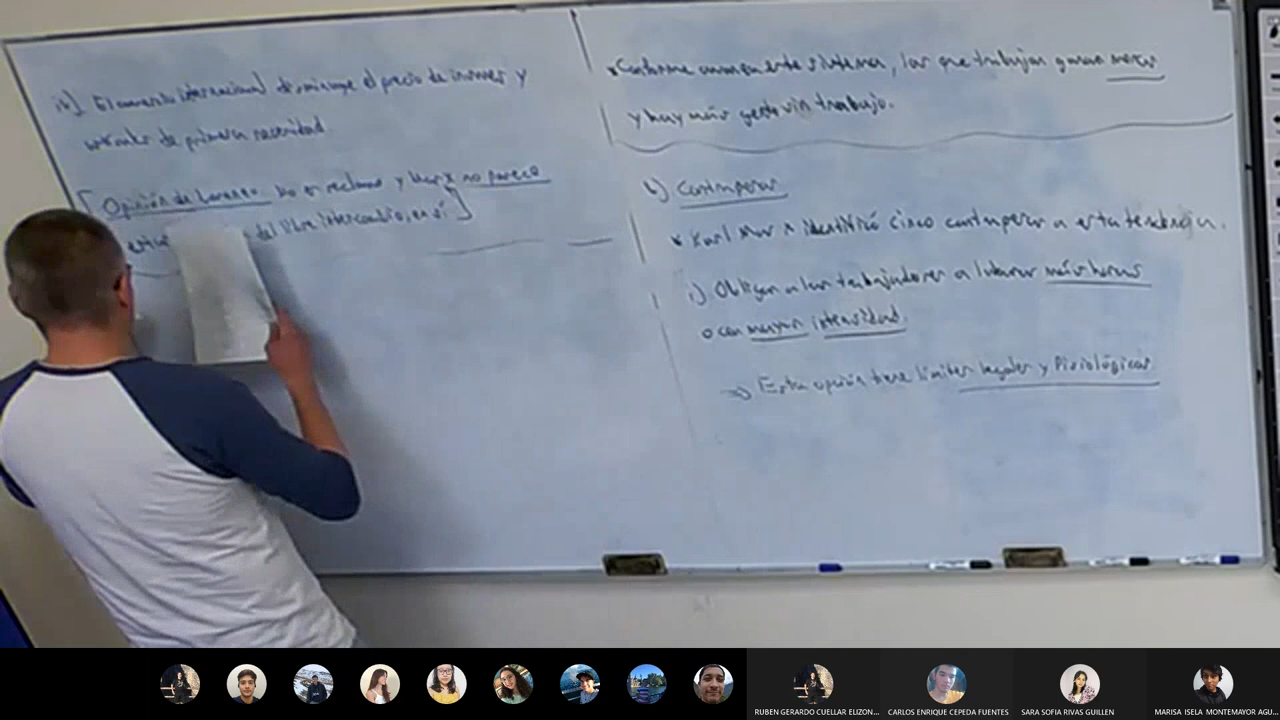 iv) El comercio internacional disminuye el precio de insumos y
artículos de primera necesidad
[Opinión de Lorenzo no es reclamo y Marx no parece
del libre intercambio, en sí]
*Conforme aumenta este sistema, los que trabajan ganan menos
y hay más gente sin trabajo.
b) Contrapesos
* Karl Marx identificó cinco contrapesos a esta tendencia.
i) Obligan a los trabajadores a laborar más horas
o con mayor intensidad.
=> Esta opción tiene límites legales y fisiológicos
RUBEN GERARDO CUELLAR ELIZON...
CARLOS ENRIQUE CEPEDA FUENTES
SARA SOFIA RIVAS GUILLEN
MARISA ISELA MONTEMAYOR AGU...